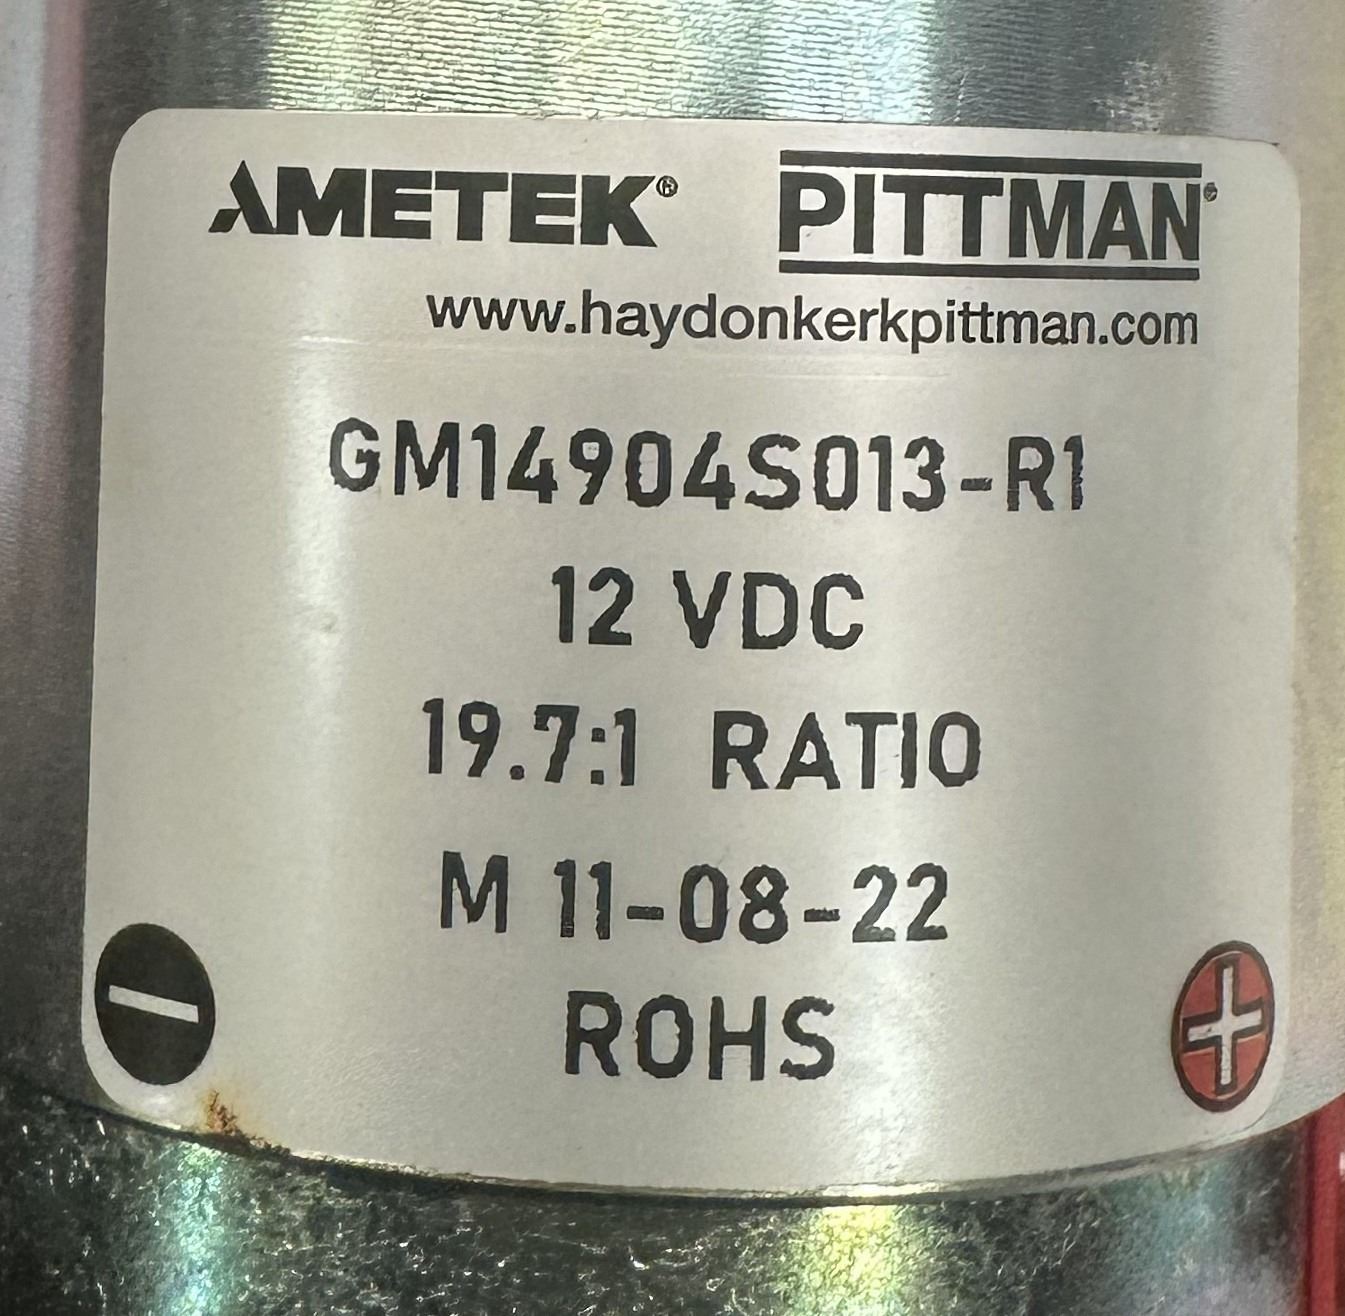 AMETEK® PITTMAN®
www.haydonkerkpittman.com
GM14904S013-R1
12 VDC
19.7:1 RATIO
M 11-08-22
ROHS